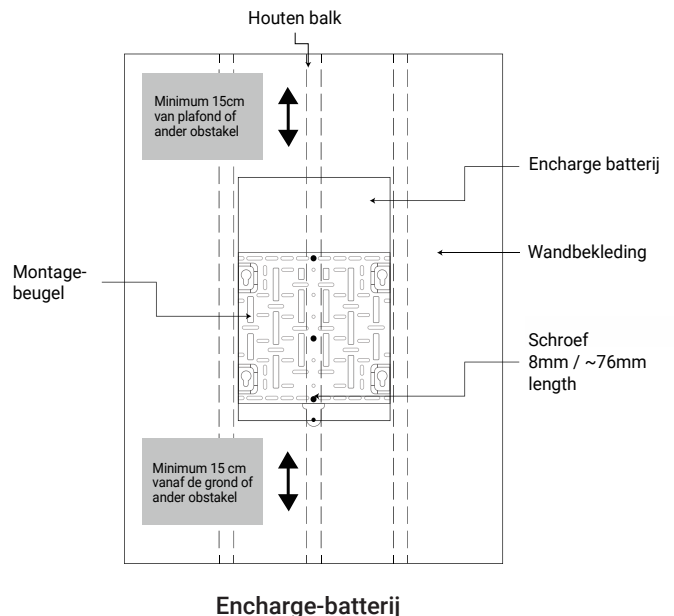 Houten balk
Minimum 15cm
van plafond of
ander obstakel
Encharge batterij
Wandbekleding
Montage-
beugel
Schroef
8mm / ~76mm
length
Minimum 15 cm
vanaf de grond of
ander obstakel
Encharge-batterij